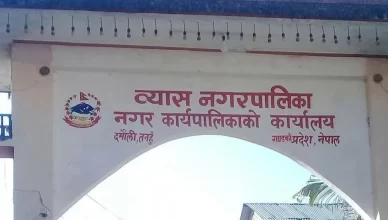 व्यास नगरपालिका
नगर कार्यपालिकाको कार्यालय
दमौली, तनहुँ गण्डकी प्रदेश, नेपाल